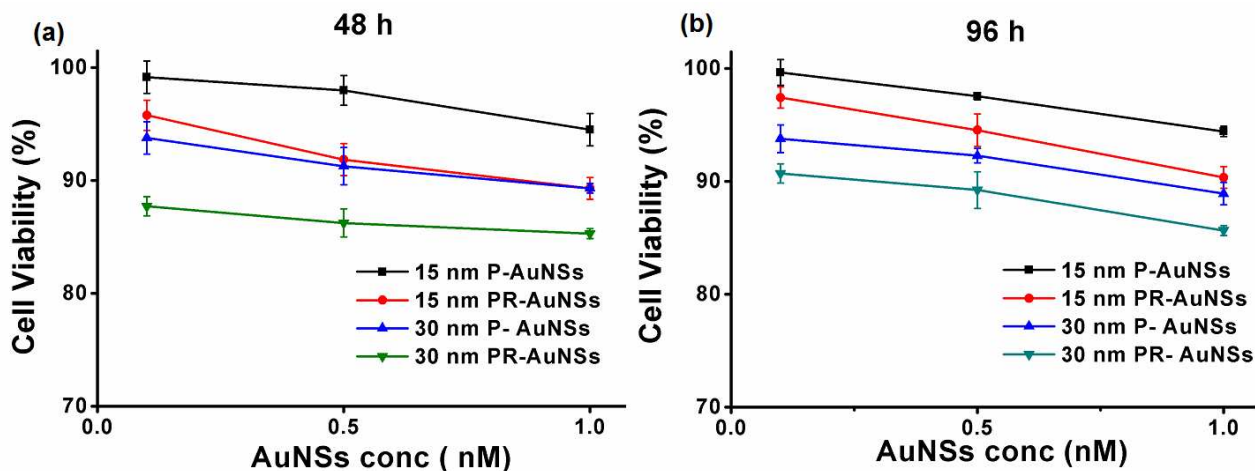 (a)
48 h
100
90
80
70
0.0
0.5
1.0
Cell Viability (%)
AuNSs conc ( nM)
15 nm P-AuNSs
15 nm PR-AuNSs
30 nm P- AuNSs
30 nm PR-AuNSs
(b)
96 h
100
90
80
70
0.0
0.5
1.0
Cell Viability (%)
AuNSs conc (nM)
15 nm P-AuNSs
15 nm PR-AuNSs
30 nm P- AuNSs
30 nm PR- AuNSs